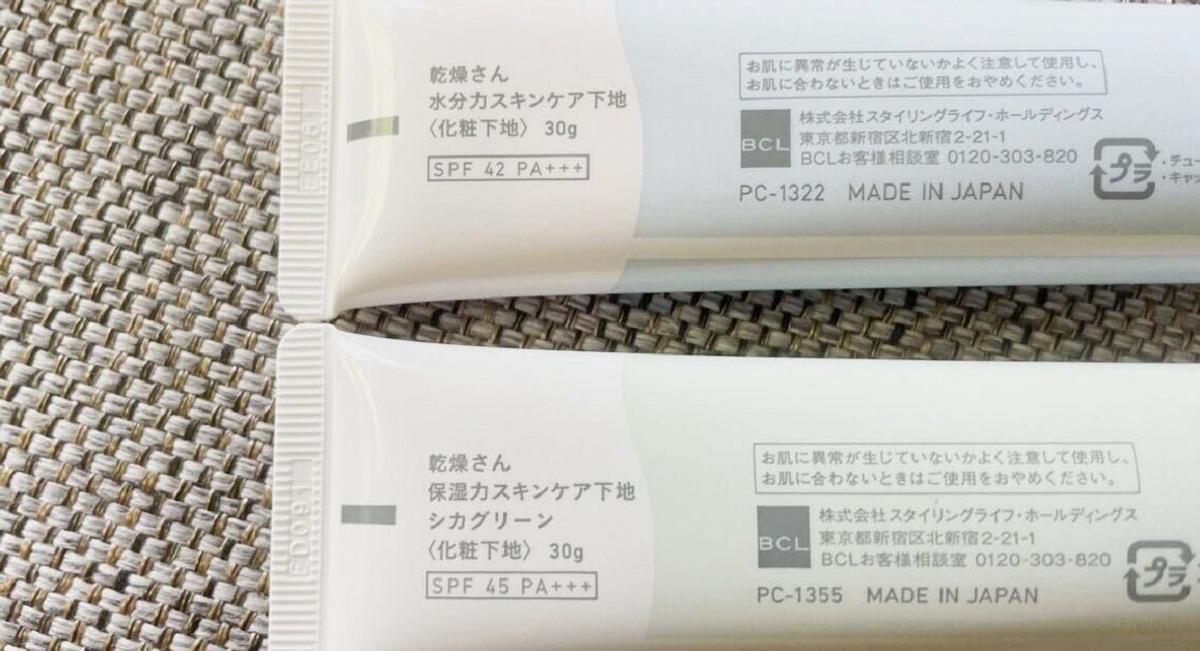 乾燥さん
水分力スキンケア下地
〈化粧下地〉 30g
SPF 42 PA+++
お肌に異常が生じていないかよく注意して使用し、
お肌に合わないときはご使用をおやめください。
BCL
株式会社スタイリングライフ・ホールディングス
東京都新宿区北新宿2-21-1
BCLお客様相談室 0120-303-820
PC-1322 MADE IN JAPAN
プラ
・チュー
・キャッ
EE061
乾燥さん
保湿力スキンケア下地
シカグリーン
〈化粧下地〉 30g
SPF 45 PA+++
お肌に異常が生じていないかよく注意して使用し、
お肌に合わないときはご使用をおやめください。
BCL
株式会社スタイリングライフ・ホールディングス
東京都新宿区北新宿2-21-1
BCLお客様相談室 0120-303-820
PC-1355 MADE IN JAPAN
プラ
ED091